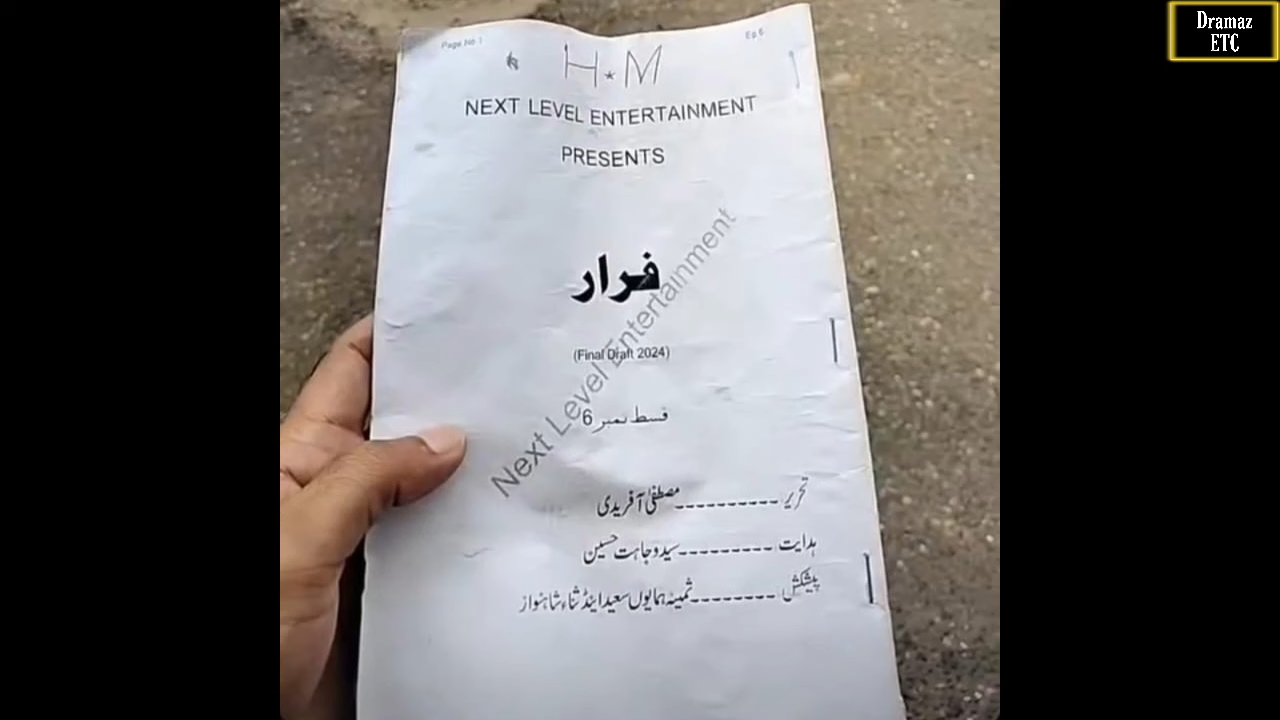 Dramaz
ETC
Page No 1
Ep 6
H★M
NEXT LEVEL ENTERTAINMENT
PRESENTS
فرار
Next Level Entertainment
(Final Draft 2024)
قسط نمبر 6
تحریر ---------- مصطفیٰ آفریدی
ہدایت --------- سید وجاہت حسین
پیشکش -------- ثمینہ ہمایوں سعید اینڈ ثناء شاہنواز